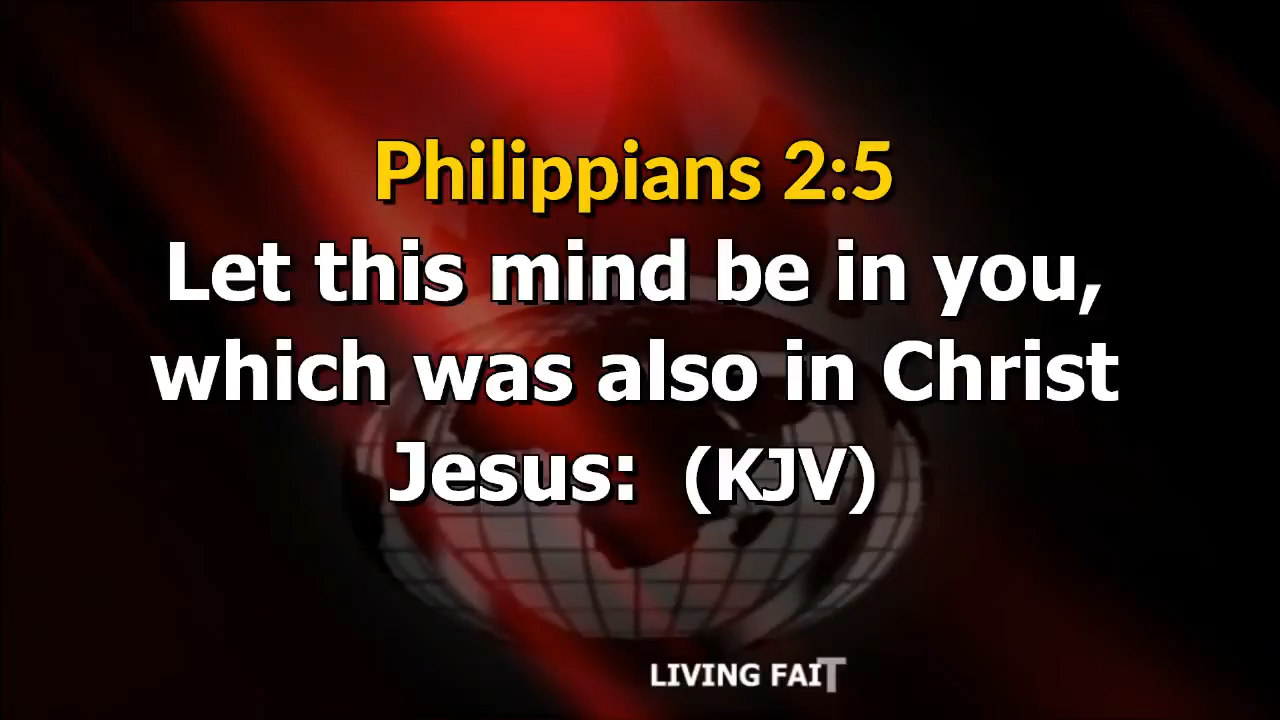 Philippians 2:5
Let this mind be in you,
which was also in Christ
Jesus: (KJV)
LIVING FAIT